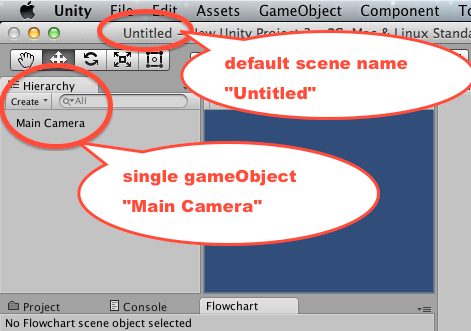 Unity File Edit Assets GameObject Component
Untitled – New Unity Project 3 – PC, Mac & Linux Standa
default scene name
"Untitled"
Hierarchy
Create All
Main Camera
single gameObject
"Main Camera"
Project Console Flowchart
No Flowchart scene object selected